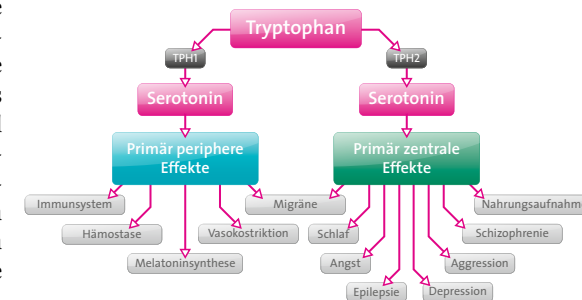 Tryptophan
TPH1
TPH2
Serotonin
Serotonin
Primär periphere
Effekte
Primär zentrale
Effekte
Immunsystem
Migräne
Nahrungsaufnahm
Hämostase
Vasokostriktion
Schlaf
Schizophrenie
Melatoninsynthese
Angst
Aggression
Epilepsie
Depression